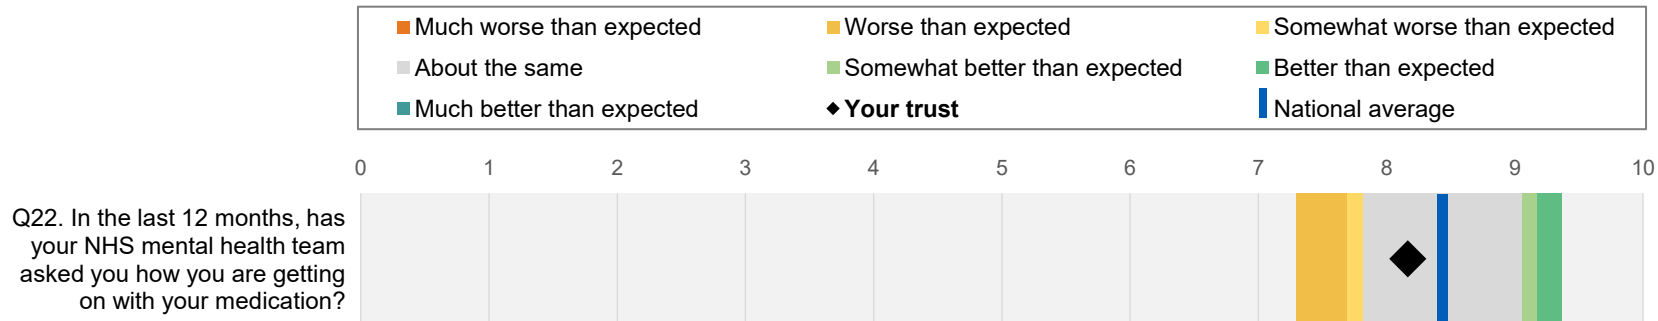 Much worse than expected
Worse than expected
Somewhat worse than expected
About the same
Somewhat better than expected
Better than expected
Much better than expected
Your trust
National average
0 1 2 3 4 5 6 7 8 9 10
Q22. In the last 12 months, has
your NHS mental health team
asked you how you are getting
on with your medication?